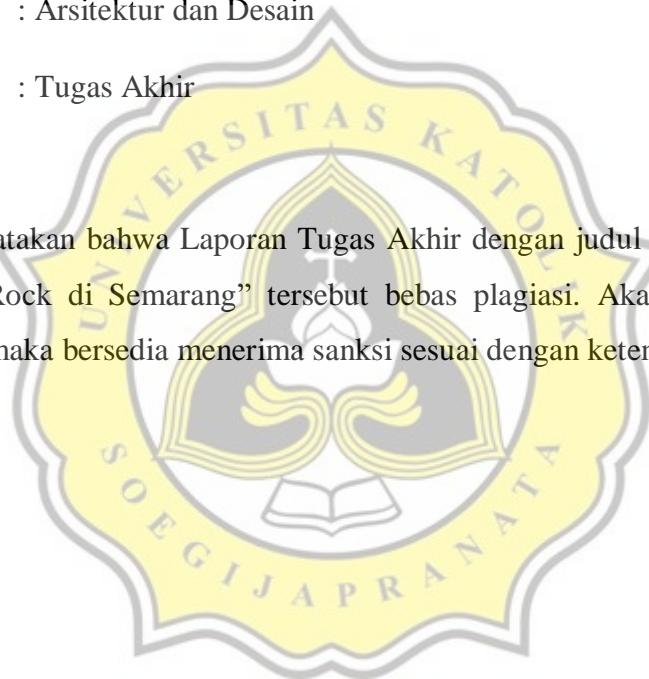 : Arsitektur dan Desain
: Tugas Akhir
UNIVERSITAS KATOLIK
atakan bahwa Laporan Tugas Akhir dengan judul
Rock di Semarang” tersebut bebas plagiasi. Aka
maka bersedia menerima sanksi sesuai dengan keten
SOEGIJAPRANATA